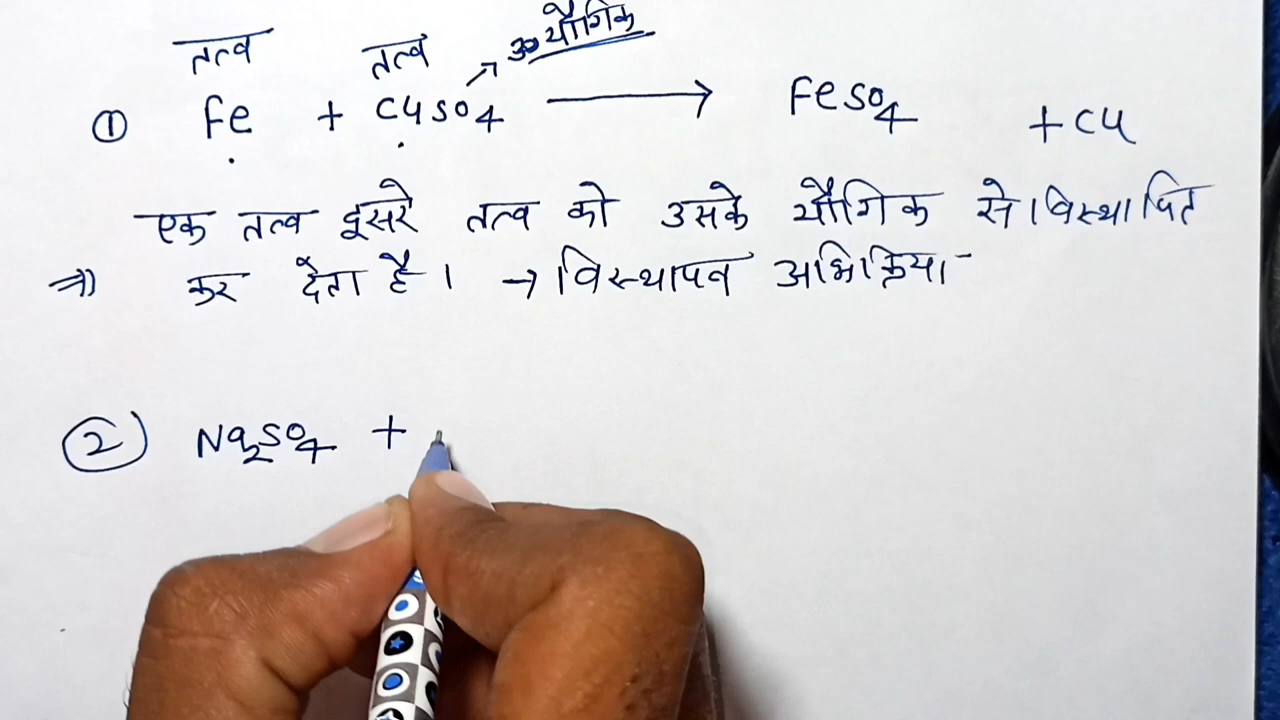 तत्व तत्व यौगिक
① Fe + CuSO4 ⟶ FeSO4 + Cu
एक तत्व दूसरे तत्व को उसके यौगिक से विस्थापित
⇒ कर देता है। → विस्थापन अभिक्रिया
② Na2SO4 +